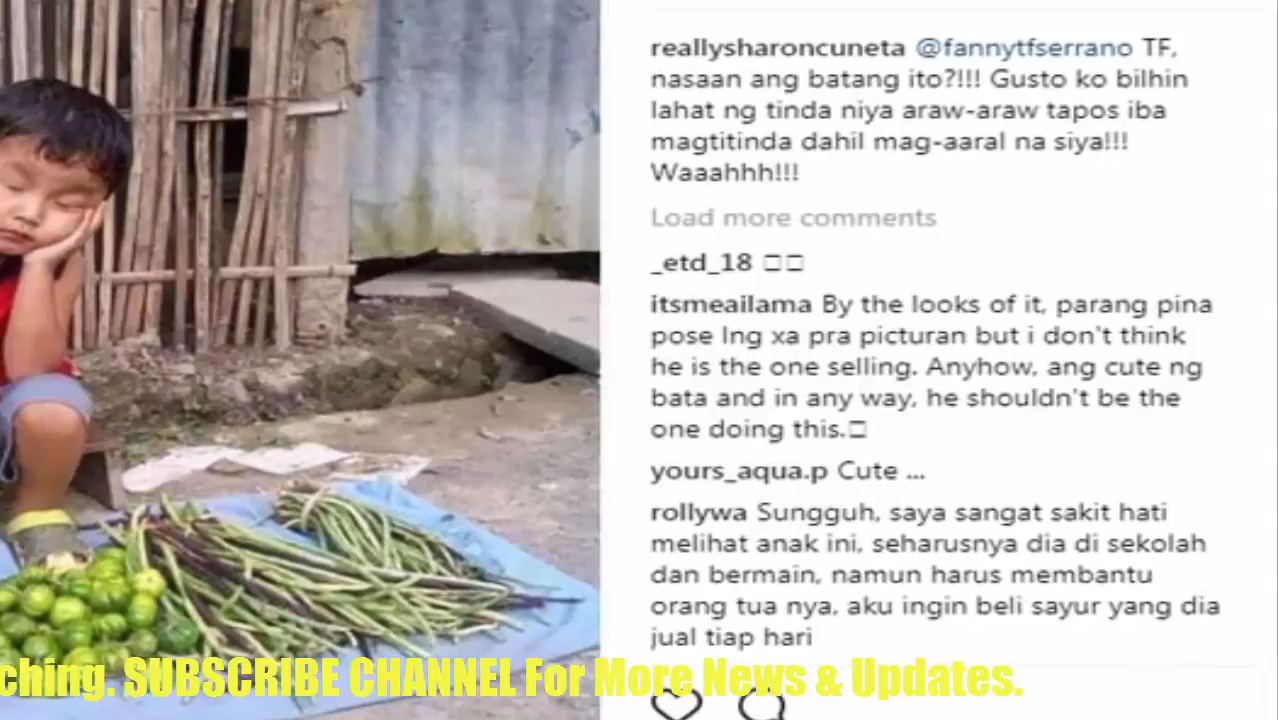 reallysharoncuneta @fannytfserrano TF,
nasaan ang batang ito?!!! Gusto ko bilhin
lahat ng tinda niya araw-araw tapos iba
magtitinda dahil mag-aaral na siya!!!
Waaahhh!!!
Load more comments
_etd_18 □□
itsmeailama By the looks of it, parang pina
pose lng xa pra picturan but i don't think
he is the one selling. Anyhow, ang cute ng
bata and in any way, he shouldn't be the
one doing this.□
yours_aqua.p Cute ...
rollywa Sungguh, saya sangat sakit hati
melihat anak ini, seharusnya dia di sekolah
dan bermain, namun harus membantu
orang tua nya, aku ingin beli sayur yang dia
jual tiap hari
ching. SUBSCRIBE CHANNEL For More News & Updates.